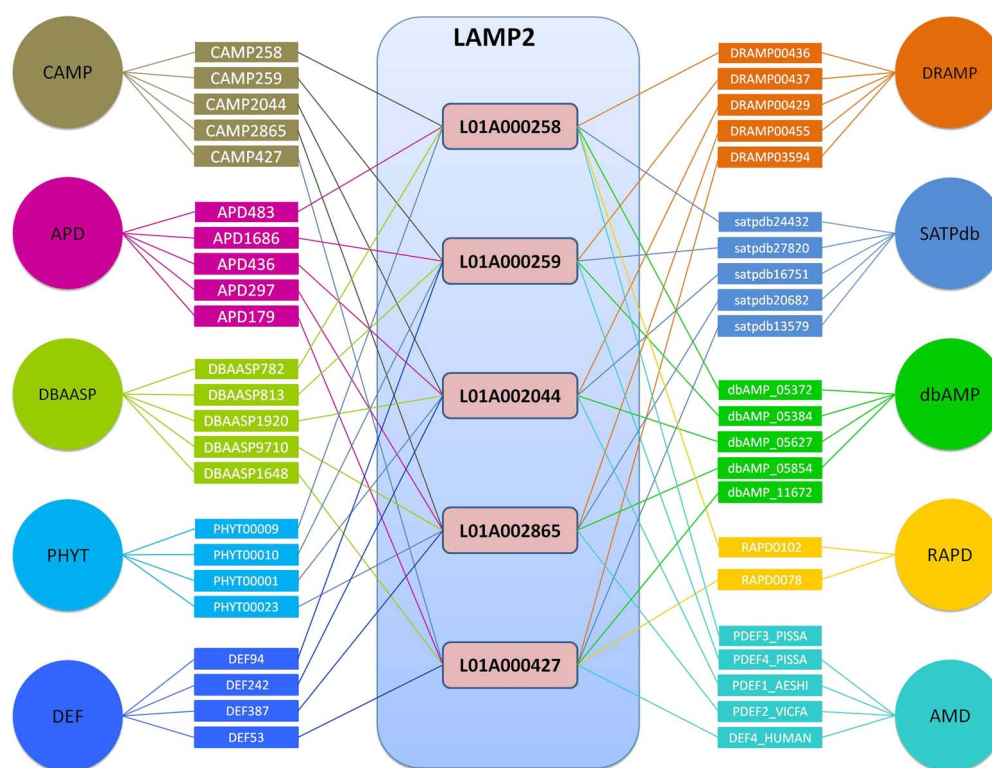 LAMP2
CAMP
CAMP258
CAMP259
CAMP2044
CAMP2865
CAMP427
APD
APD483
APD1686
APD436
APD297
APD179
DBAASP
DBAASP782
DBAASP813
DBAASP1920
DBAASP9710
DBAASP1648
PHYT
PHYT00009
PHYT00010
PHYT00001
PHYT00023
DEF
DEF94
DEF242
DEF387
DEF53
L01A000258
L01A000259
L01A002044
L01A002865
L01A000427
DRAMP00436
DRAMP00437
DRAMP00429
DRAMP00455
DRAMP03594
DRAMP
satpdb24432
satpdb27820
satpdb16751
satpdb20682
satpdb13579
SATPdb
dbAMP_05372
dbAMP_05384
dbAMP_05627
dbAMP_05854
dbAMP_11672
dbAMP
RAPD0102
RAPD0078
RAPD
PDEF3_PISSA
PDEF4_PISSA
PDEF1_AESHI
PDEF2_VICFA
DEF4_HUMAN
AMD